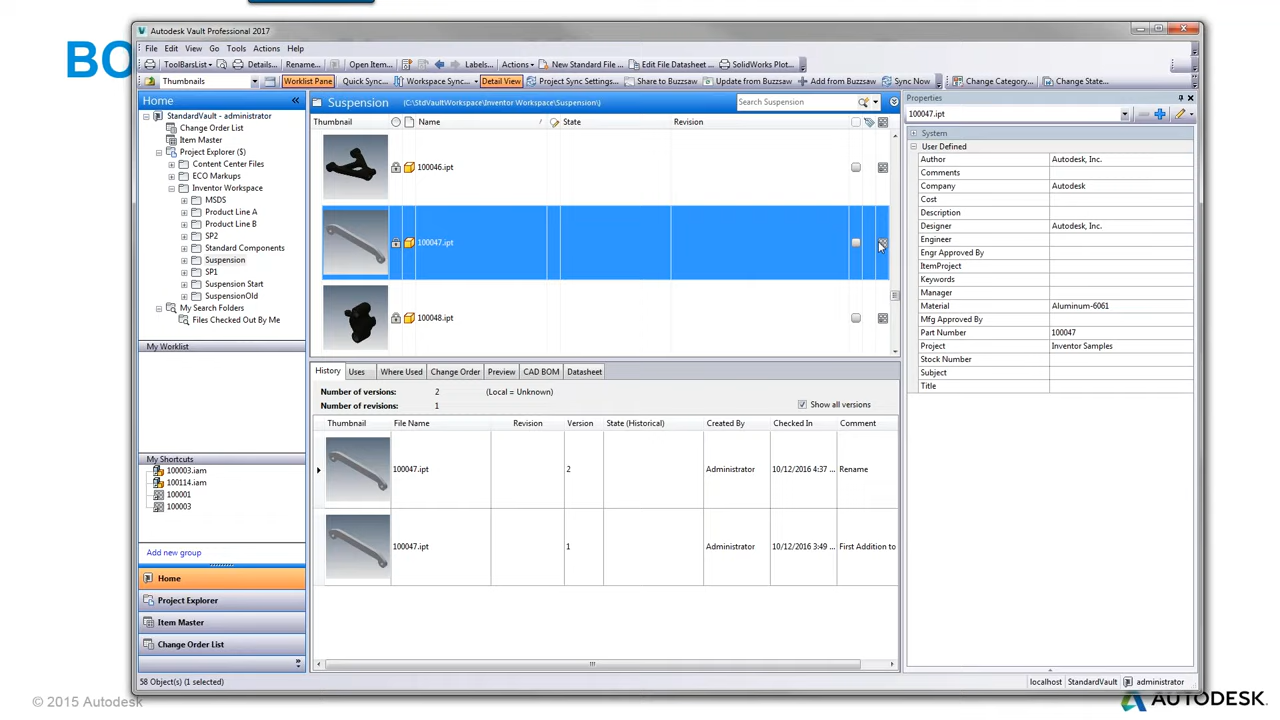 BO
Autodesk Vault Professional 2017
File Edit View Go Tools Actions Help
ToolBarsList Details... Rename... Open Item... Labels... Actions New Standard File... Edit File Datasheet... SolidWorks Pro...
Thumbnails Worklist Pane Quick Sync... Workspace Sync... Detail View Project Sync Settings... Share to Buzzsaw Update from Buzzsaw Add from Buzzsaw Sync Now Change Category... Change State...
Home
StandardVault - administrator
Change Order List
Item Master
Project Explorer ($)
Content Center Files
ECO Markups
Inventor Workspace
MSDS
Product Line A
Product Line B
SP2
Standard Components
Suspension
SP1
Suspension Start
SuspensionOld
My Search Folders
Files Checked Out By Me
My Worklist
My Shortcuts
100003.iam
100114.iam
100001
100003
Add new group
Home
Project Explorer
Item Master
Change Order List
58 Object(s) (1 selected)
Suspension (C:\StdVaultWorkspace\Inventor Workspace\Suspension\) Search Suspension
Thumbnail Name State Revision
100046.ipt
100047.ipt
100048.ipt
History Uses Where Used Change Order Preview CAD BOM Datasheet
Number of versions: 2 (Local = Unknown)
Number of revisions: 1 Show all versions
Thumbnail File Name Revision Version State (Historical) Created By Checked In Comment
100047.ipt 2 Administrator 10/12/2016 4:37 ... Rename
100047.ipt 1 Administrator 10/12/2016 3:49 ... First Addition to
Properties
100047.ipt
System
User Defined
Author Autodesk, Inc.
Comments
Company Autodesk
Cost
Description
Designer Autodesk, Inc.
Engineer
Engr Approved By
ItemProject
Keywords
Manager
Material Aluminum-6061
Mfg Approved By
Part Number 100047
Project Inventor Samples
Stock Number
Subject
Title
localhost StandardVault administrator
© 2015 Autodesk
AUTODESK.